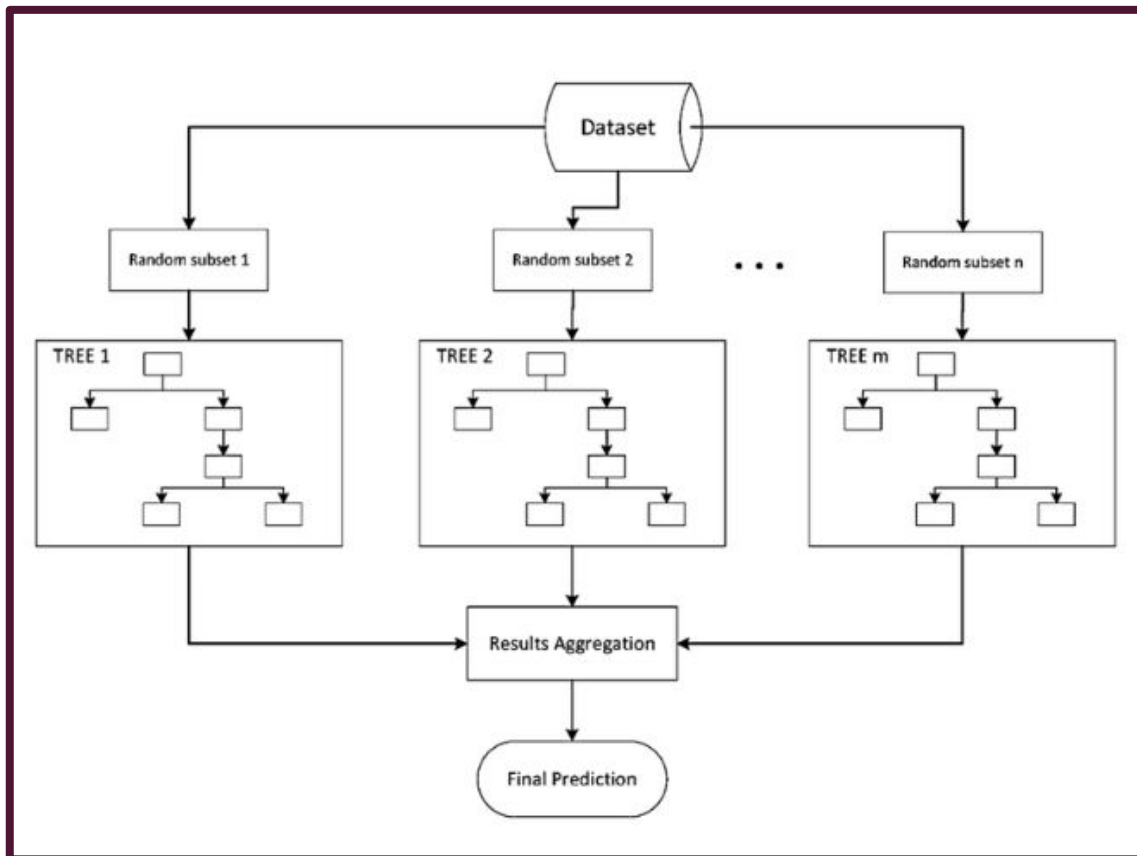 Dataset
Random subset 1
Random subset 2
• • •
Random subset n
TREE 1
TREE 2
TREE m
Results Aggregation
Final Prediction